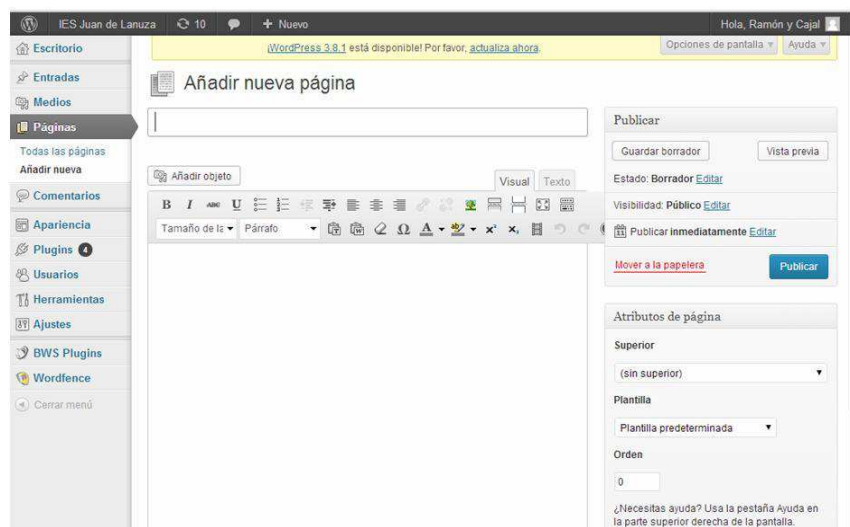 IES Juan de Lanuza 10 + Nuevo Hola, Ramón y Cajal
Escritorio
¡WordPress 3.8.1 está disponible! Por favor, actualiza ahora.
Opciones de pantalla Ayuda
Entradas
Medios
Páginas
Todas las páginas
Añadir nueva
Comentarios
Apariencia
Plugins 4
Usuarios
Herramientas
Ajustes
BWS Plugins
Wordfence
Cerrar menú
Añadir nueva página
Añadir objeto
Visual Texto
B I ABC U
Tamaño de la Párrafo Ω A ab x² x₂
Publicar
Guardar borrador Vista previa
Estado: Borrador Editar
Visibilidad: Público Editar
Publicar inmediatamente Editar
Mover a la papelera Publicar
Atributos de página
Superior
(sin superior)
Plantilla
Plantilla predeterminada
Orden
0
¿Necesitas ayuda? Usa la pestaña Ayuda en
la parte superior derecha de la pantalla.